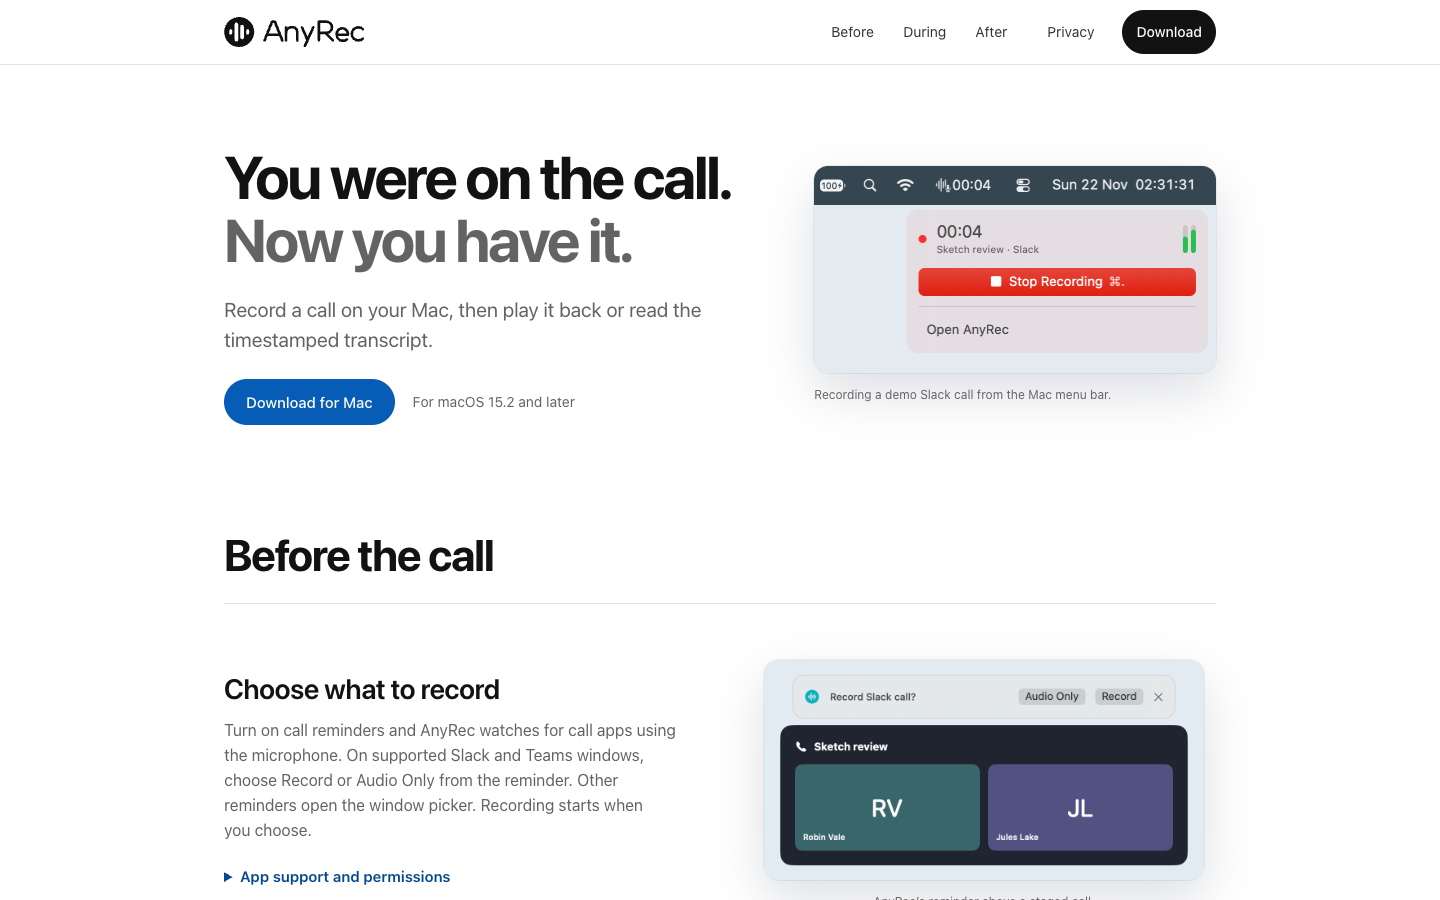 AnyRec
Before
During
After
Privacy
Download
You were on the call.
Now you have it.
Record a call on your Mac, then play it back or read the
timestamped transcript.
Download for Mac
For macOS 15.2 and later
100+
00:04
Sun 22 Nov 02:31:31
00:04
Sketch review · Slack
Stop Recording ⌘.
Open AnyRec
Recording a demo Slack call from the Mac menu bar.
Before the call
Choose what to record
Turn on call reminders and AnyRec watches for call apps using
the microphone. On supported Slack and Teams windows,
choose Record or Audio Only from the reminder. Other
reminders open the window picker. Recording starts when
you choose.
App support and permissions
Record Slack call?
Audio Only
Record
Sketch review
RV
Robin Vale
JL
Jules Lake
AnyRec's reminder above a staged call